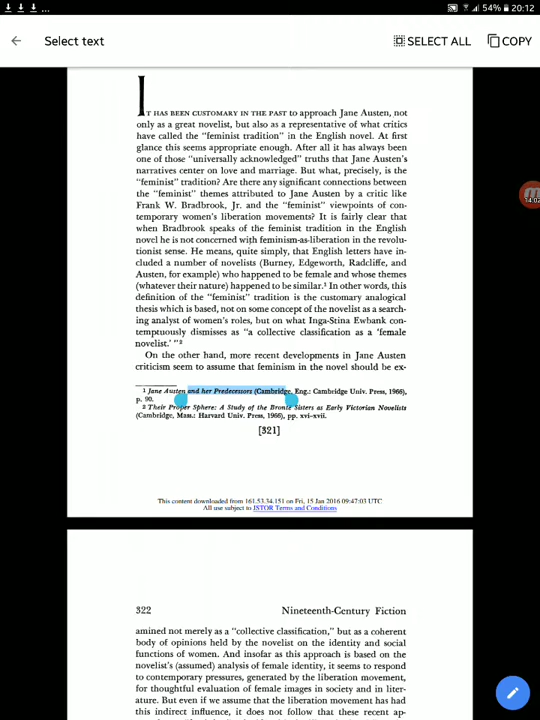 ...
54% 20:12
Select text
SELECT ALL
COPY
IT HAS BEEN CUSTOMARY IN THE PAST to approach Jane Austen, not
only as a great novelist, but also as a representative of what critics
have called the “feminist tradition” in the English novel. At first
glance this seems appropriate enough. After all it has always been
one of those “universally acknowledged” truths that Jane Austen’s
narratives center on love and marriage. But what, precisely, is the
“feminist” tradition? Are there any significant connections between
the “feminist” themes attributed to Jane Austen by a critic like
Frank W. Bradbrook, Jr. and the “feminist” viewpoints of con-
temporary women’s liberation movements? It is fairly clear that
when Bradbrook speaks of the feminist tradition in the English
novel he is not concerned with feminism-as-liberation in the revolu-
tionist sense. He means, quite simply, that English letters have in-
cluded a number of novelists (Burney, Edgeworth, Radcliffe, and
Austen, for example) who happened to be female and whose themes
(whatever their nature) happened to be similar.¹ In other words, this
definition of the “feminist” tradition is the customary analogical
thesis which is based, not on some concept of the novelist as a search-
ing analyst of women’s roles, but on what Inga-Stina Ewbank con-
temptuously dismisses as “a collective classification as a ‘female
novelist.’ ”²
On the other hand, more recent developments in Jane Austen
criticism seem to assume that feminism in the novel should be ex-
¹ Jane Austen and her Predecessors (Cambridge, Eng.: Cambridge Univ. Press, 1966),
p. 90.
² Their Proper Sphere: A Study of the Brontë Sisters as Early Victorian Novelists
(Cambridge, Mass.: Harvard Univ. Press, 1966), pp. xvi-xvii.
[321]
This content downloaded from 161.53.34.151 on Fri, 15 Jan 2016 09:47:03 UTC
All use subject to JSTOR Terms and Conditions
322 Nineteenth-Century Fiction
amined not merely as a “collective classification,” but as a coherent
body of opinions held by the novelist on the identity and social
functions of women. And insofar as this approach is based on the
novelist’s (assumed) analysis of female identity, it seems to respond
to contemporary pressures, generated by the liberation movement,
for thoughtful evaluation of female images in society and in liter-
ature. But even if we assume that the liberation movement has had
this indirect influence, it does not follow that these recent ap-